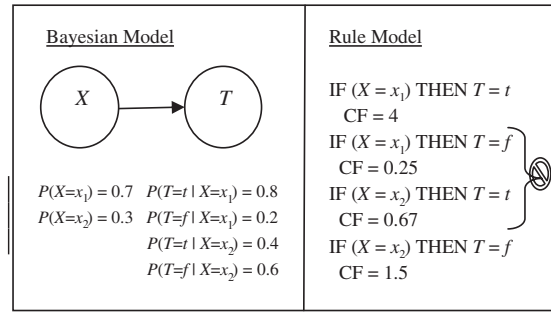 Bayesian Model
X
T
P(X=x₁) = 0.7 P(T=t | X=x₁) = 0.8
P(X=x₂) = 0.3 P(T=f | X=x₁) = 0.2
P(T=t | X=x₂) = 0.4
P(T=f | X=x₂) = 0.6
Rule Model
IF (X = x₁) THEN T = t
CF = 4
IF (X = x₁) THEN T = f
CF = 0.25
IF (X = x₂) THEN T = t
CF = 0.67
IF (X = x₂) THEN T = f
CF = 1.5